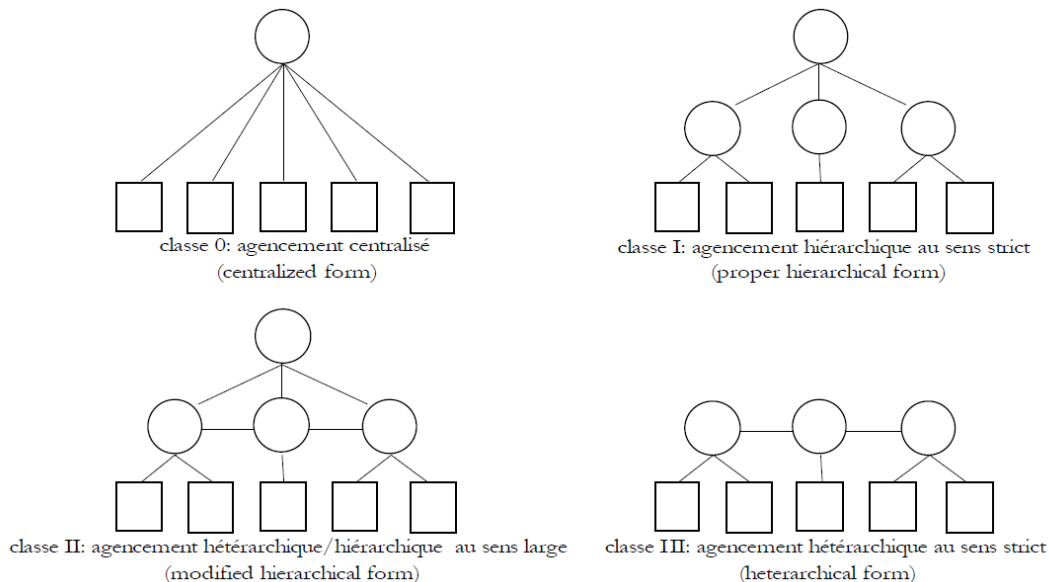 classe 0: agencement centralisé
(centralized form)
classe I: agencement hiérarchique au sens strict
(proper hierarchical form)
classe II: agencement hétérarchique/hiérarchique au sens large
(modified hierarchical form)
classe III: agencement hétérarchique au sens strict
(heterarchical form)